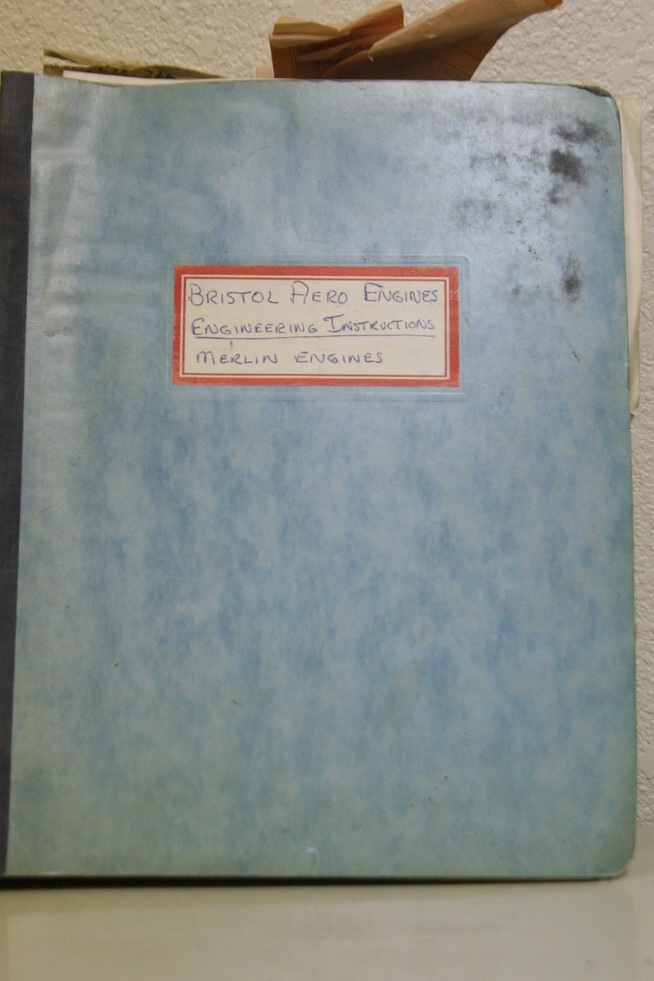 BRISTOL AERO ENGINES
ENGINEERING INSTRUCTIONS
MERLIN ENGINES